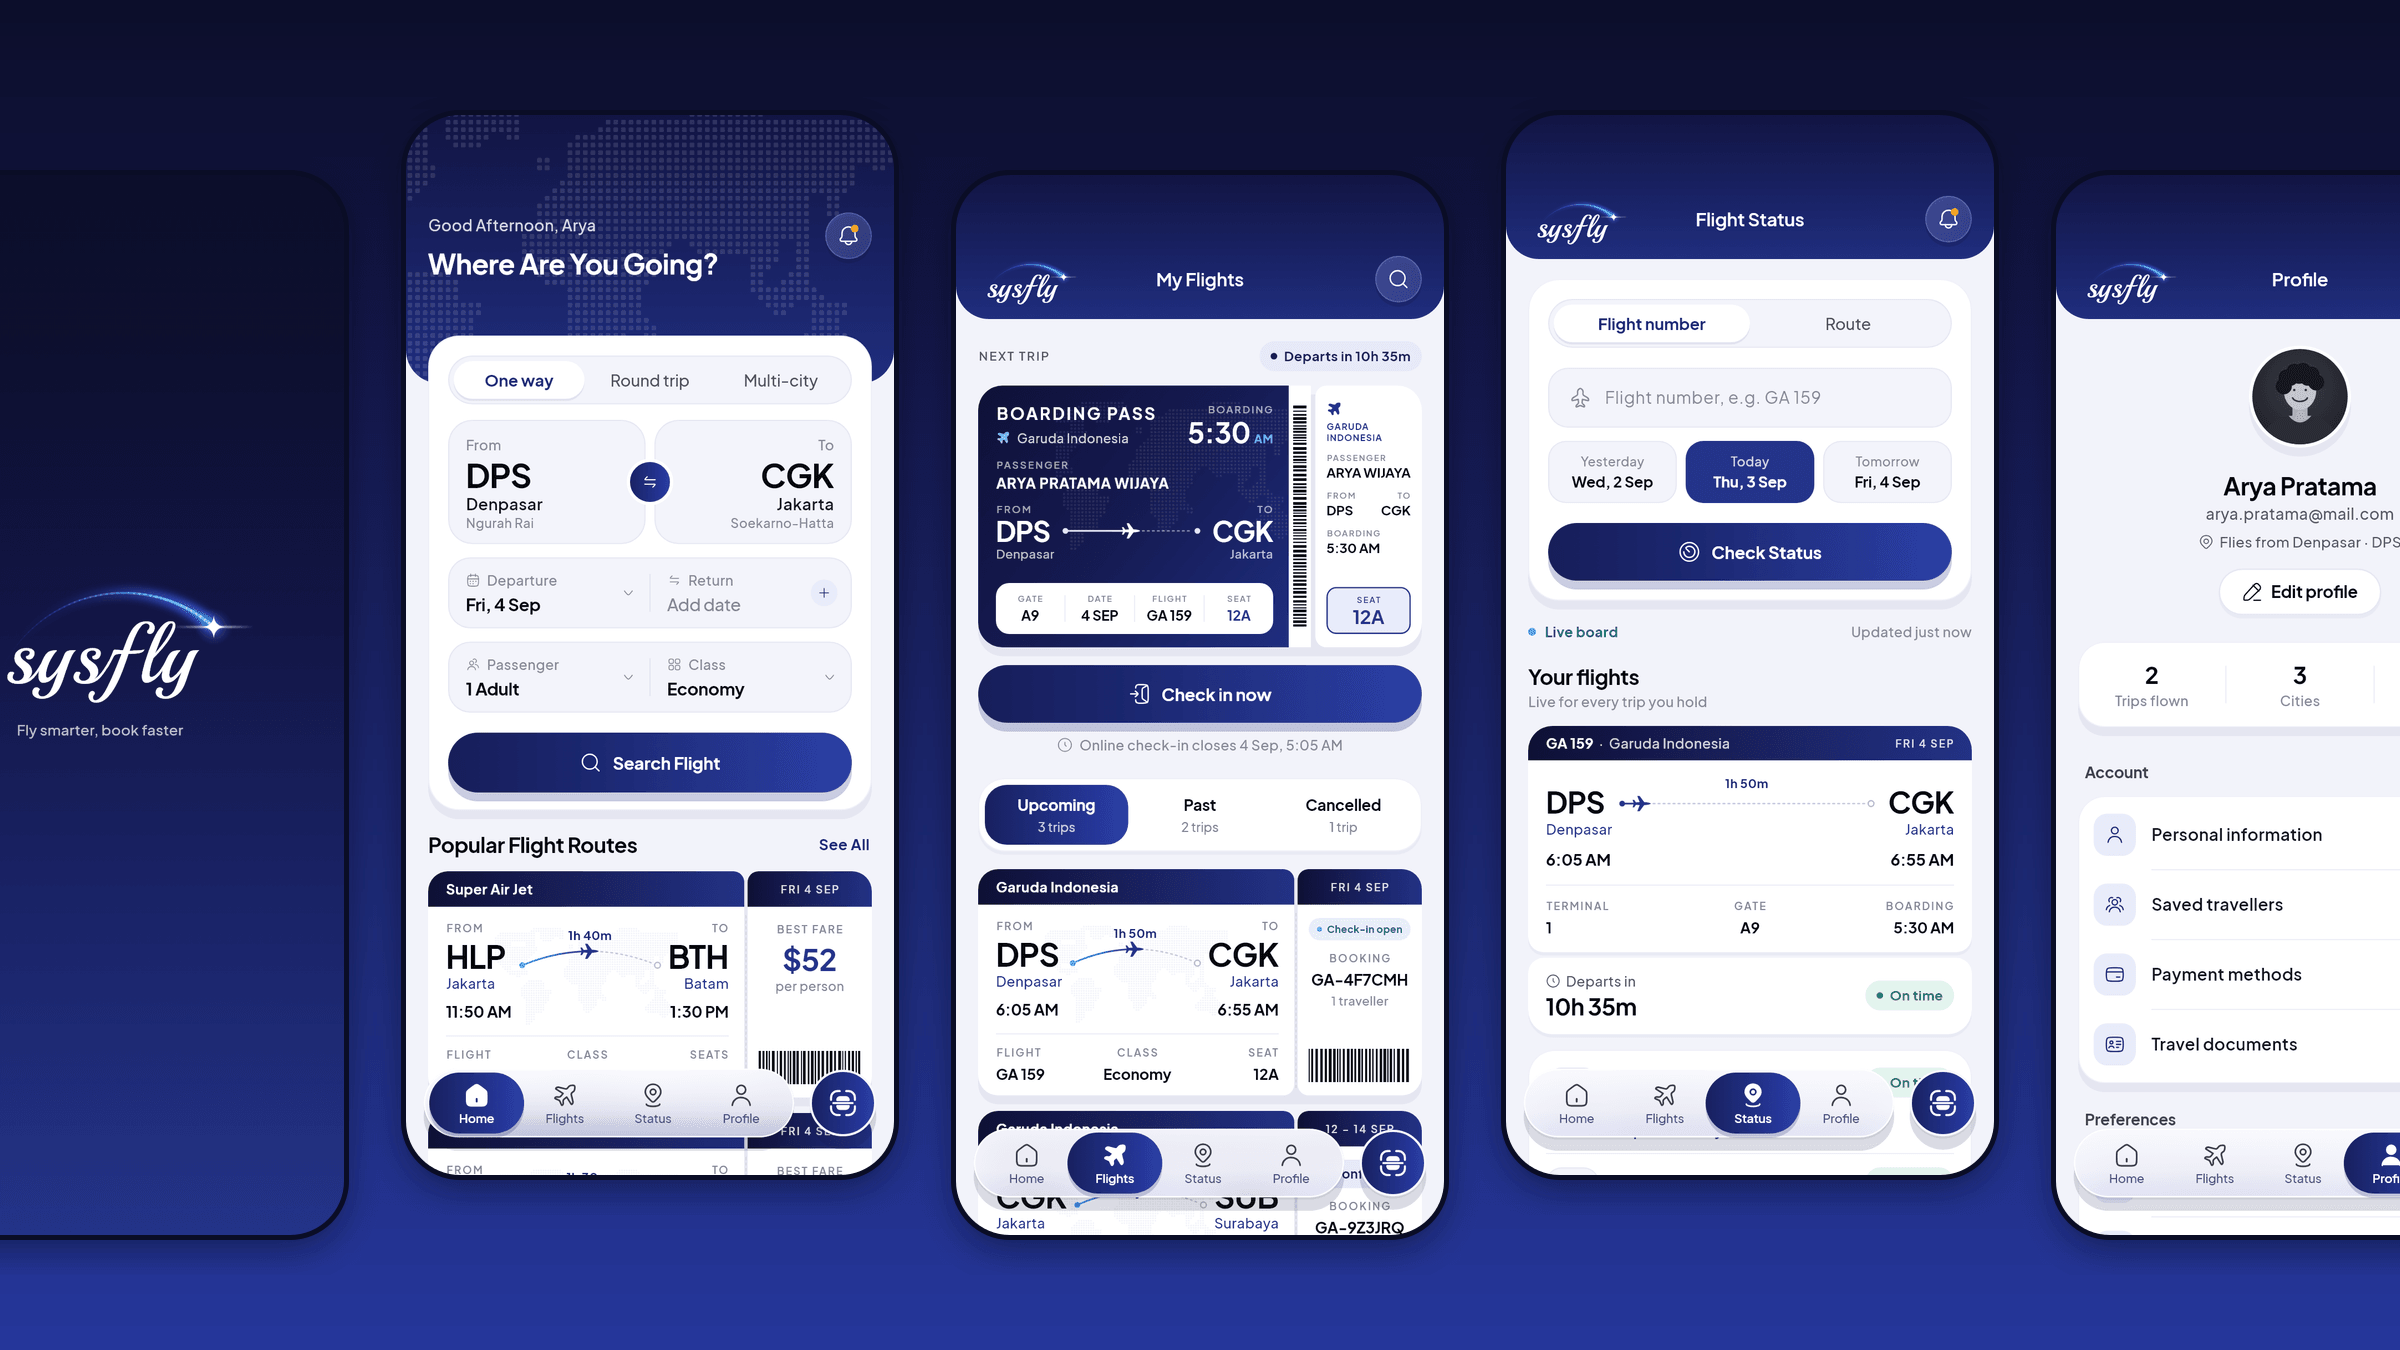 sysfly
Fly smarter, book faster
Good Afternoon, Arya
Where Are You Going?
One way
Round trip
Multi-city
From
DPS
Denpasar
Ngurah Rai
To
CGK
Jakarta
Soekarno-Hatta
Departure
Fri, 4 Sep
Return
Add date
Passenger
1 Adult
Class
Economy
Search Flight
Popular Flight Routes
See All
Super Air Jet
FRI 4 SEP
FROM
HLP
Jakarta
11:50 AM
1h 40m
TO
BTH
Batam
1:30 PM
BEST FARE
$52
per person
FLIGHT
CLASS
SEATS
Home
Flights
Status
Profile
FROM
TO
BEST FARE
sysfly
My Flights
NEXT TRIP
Departs in 10h 35m
BOARDING PASS
Garuda Indonesia
BOARDING
5:30 AM
PASSENGER
ARYA PRATAMA WIJAYA
FROM
DPS
Denpasar
TO
CGK
Jakarta
GATE
A9
DATE
4 SEP
FLIGHT
GA 159
SEAT
12A
GARUDA
INDONESIA
PASSENGER
ARYA WIJAYA
FROM
DPS
TO
CGK
BOARDING
5:30 AM
SEAT
12A
Check in now
Online check-in closes 4 Sep, 5:05 AM
Upcoming
3 trips
Past
2 trips
Cancelled
1 trip
Garuda Indonesia
FRI 4 SEP
FROM
DPS
Denpasar
6:05 AM
1h 50m
TO
CGK
Jakarta
6:55 AM
Check-in open
BOOKING
GA-4F7CMH
1 traveller
FLIGHT
GA 159
CLASS
Economy
SEAT
12A
Garuda Indonesia
12 – 14 SEP
Home
Flights
Status
Profile
CGK
Jakarta
SUB
Surabaya
BOOKING
GA-9Z3JRQ
sysfly
Flight Status
Flight number
Route
Flight number, e.g. GA 159
Yesterday
Wed, 2 Sep
Today
Thu, 3 Sep
Tomorrow
Fri, 4 Sep
Check Status
Live board
Updated just now
Your flights
Live for every trip you hold
GA 159 · Garuda Indonesia
FRI 4 SEP
DPS
Denpasar
6:05 AM
1h 50m
CGK
Jakarta
6:55 AM
TERMINAL
1
GATE
A9
BOARDING
5:30 AM
Departs in
10h 35m
On time
Home
Flights
Status
Profile
sysfly
Profile
Arya Pratama
arya.pratama@mail.com
Flies from Denpasar · DPS
Edit profile
2
Trips flown
3
Cities
Account
Personal information
Saved travellers
Payment methods
Travel documents
Preferences
Home
Flights
Status